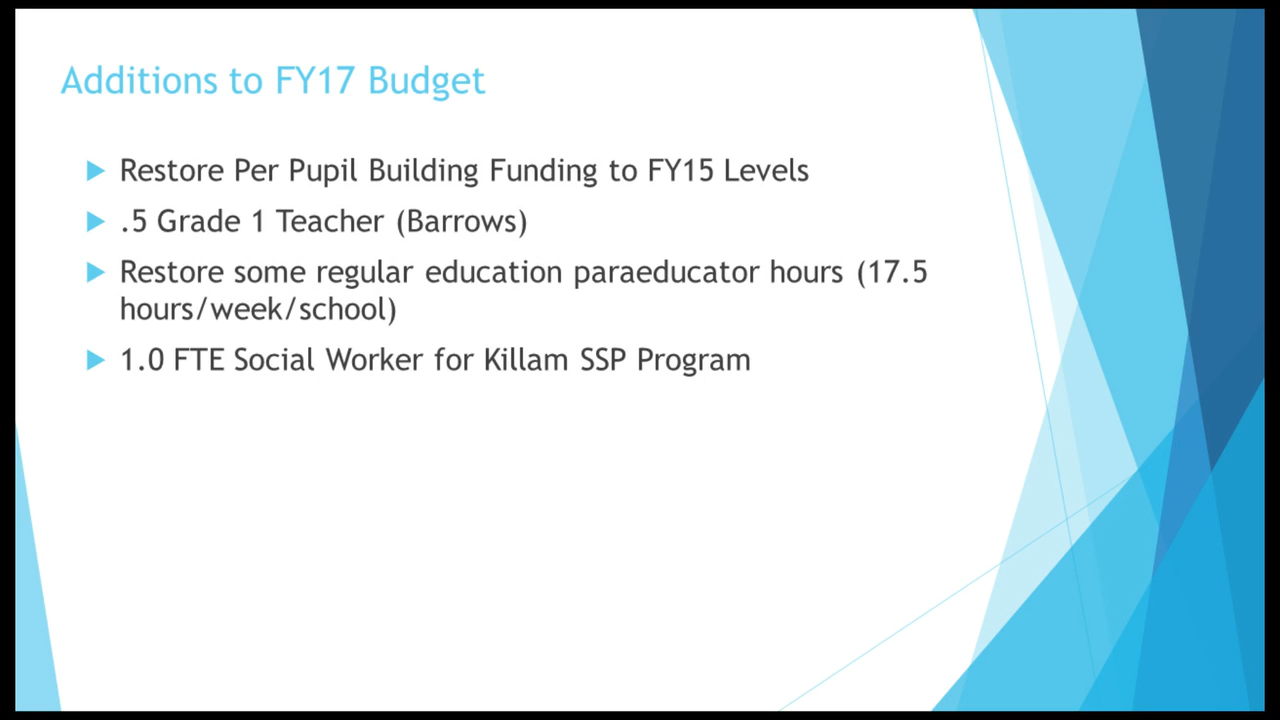 Additions to FY17 Budget
Restore Per Pupil Building Funding to FY15 Levels
.5 Grade 1 Teacher (Barrows)
Restore some regular education paraeducator hours (17.5
hours/week/school)
1.0 FTE Social Worker for Killam SSP Program